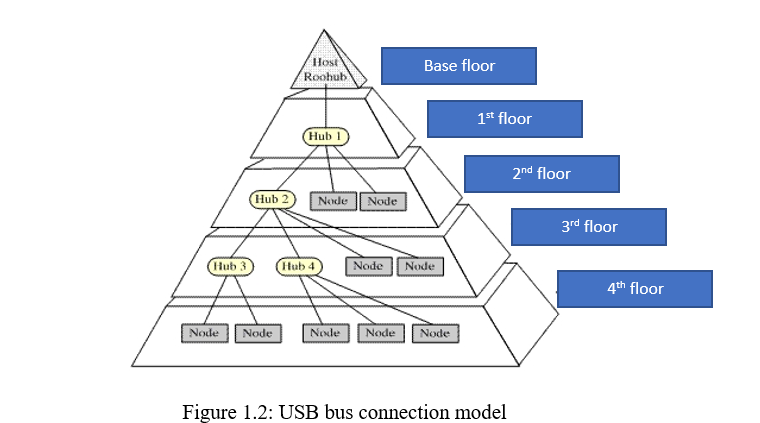 Host
Roohub
Base floor
Hub 1
1st floor
Hub 2 Node Node
2nd floor
Hub 3 Hub 4 Node Node
3rd floor
Node Node Node Node Node
4th floor
Figure 1.2: USB bus connection model